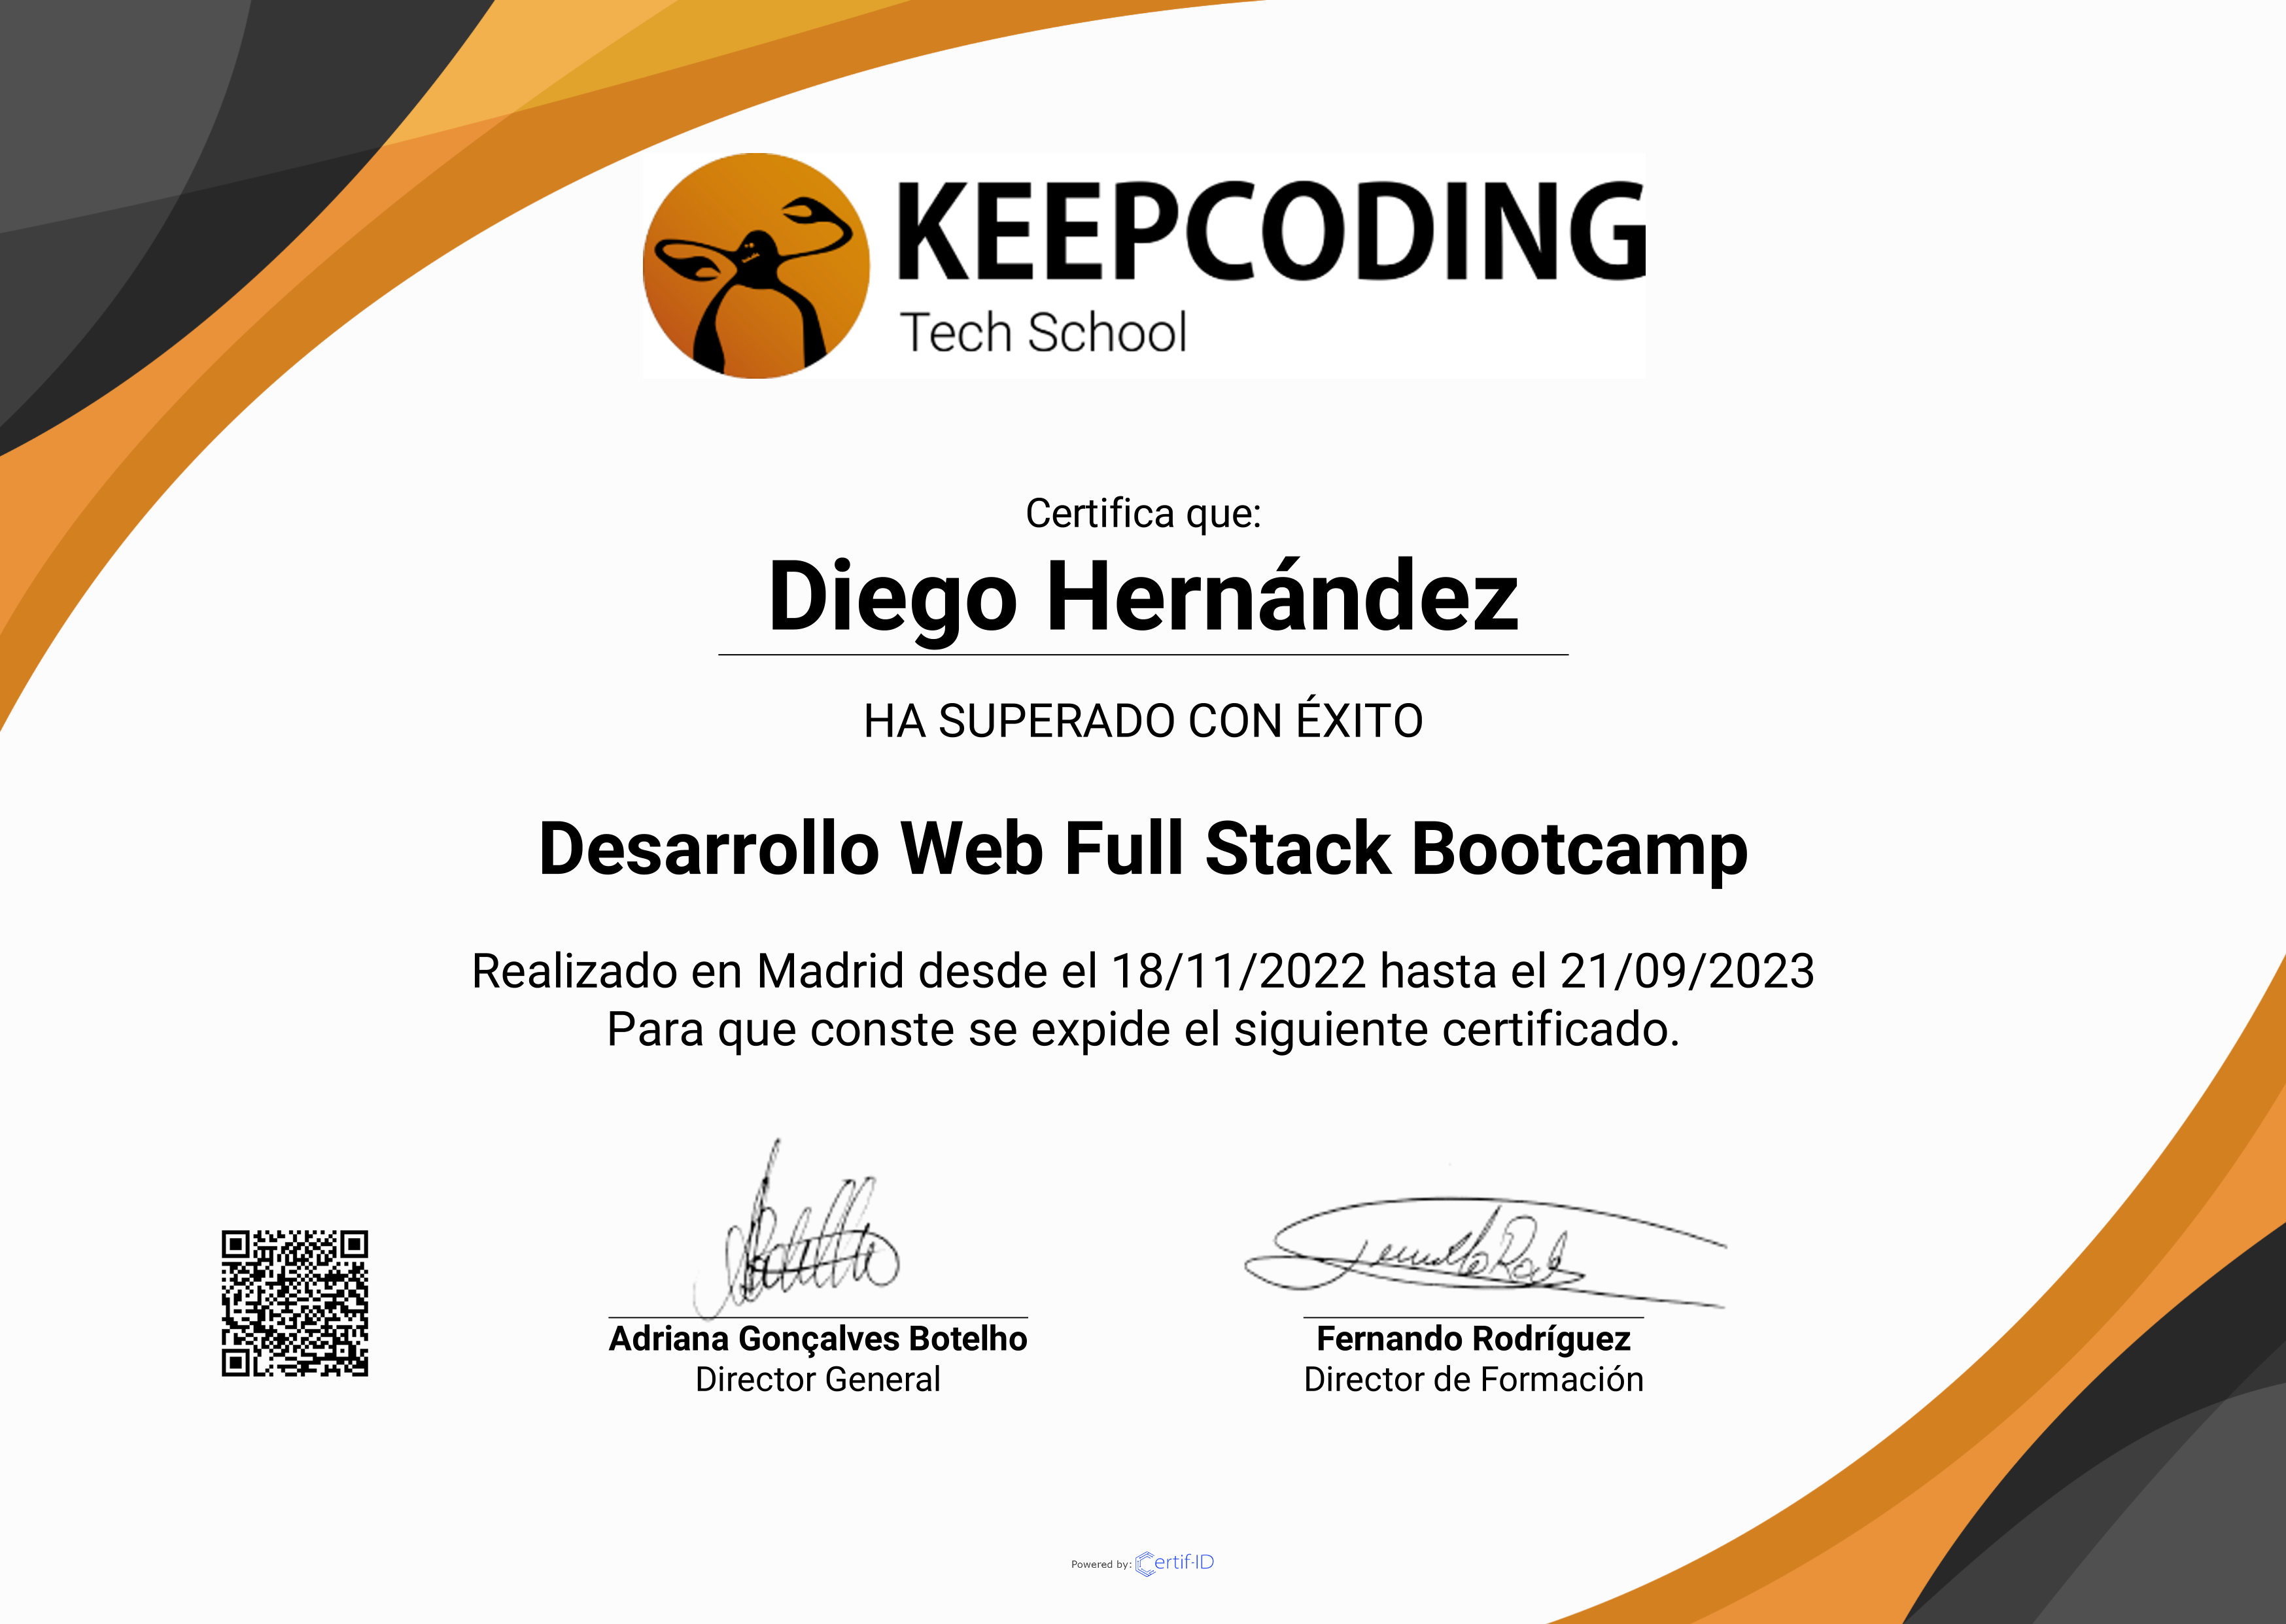 KEEPCODING
Tech School
Certifica que:
Diego Hernández
HA SUPERADO CON ÉXITO
Desarrollo Web Full Stack Bootcamp
Realizado en Madrid desde el 18/11/2022 hasta el 21/09/2023
Para que conste se expide el siguiente certificado.
Adriana Gonçalves Botelho
Director General
Fernando Rodríguez
Director de Formación
Powered by: Certif-ID